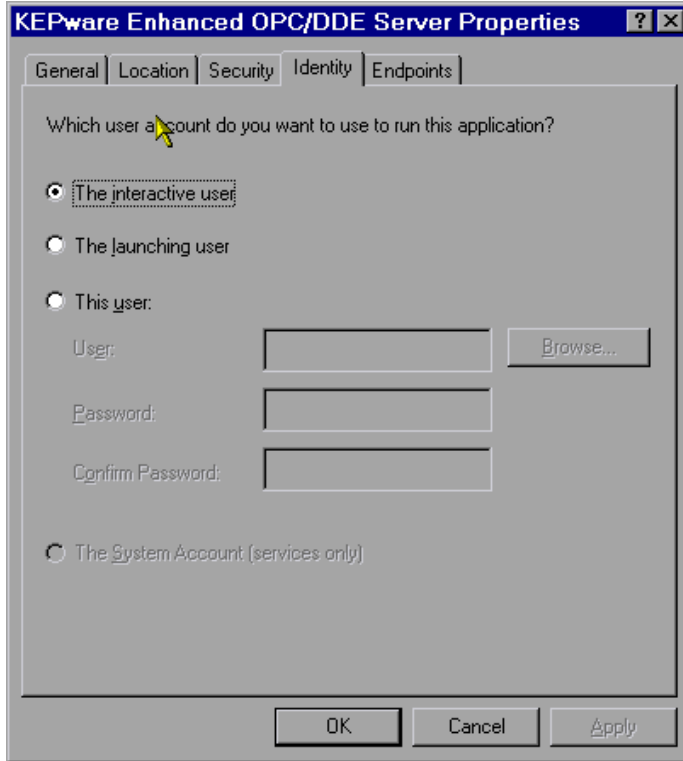 KEPware Enhanced OPC/DDE Server Properties ? X
General Location Security Identity Endpoints
Which user account do you want to use to run this application?
The interactive user
The launching user
This user:
User: Browse...
Password:
Confirm Password:
The System Account (services only)
OK Cancel Apply